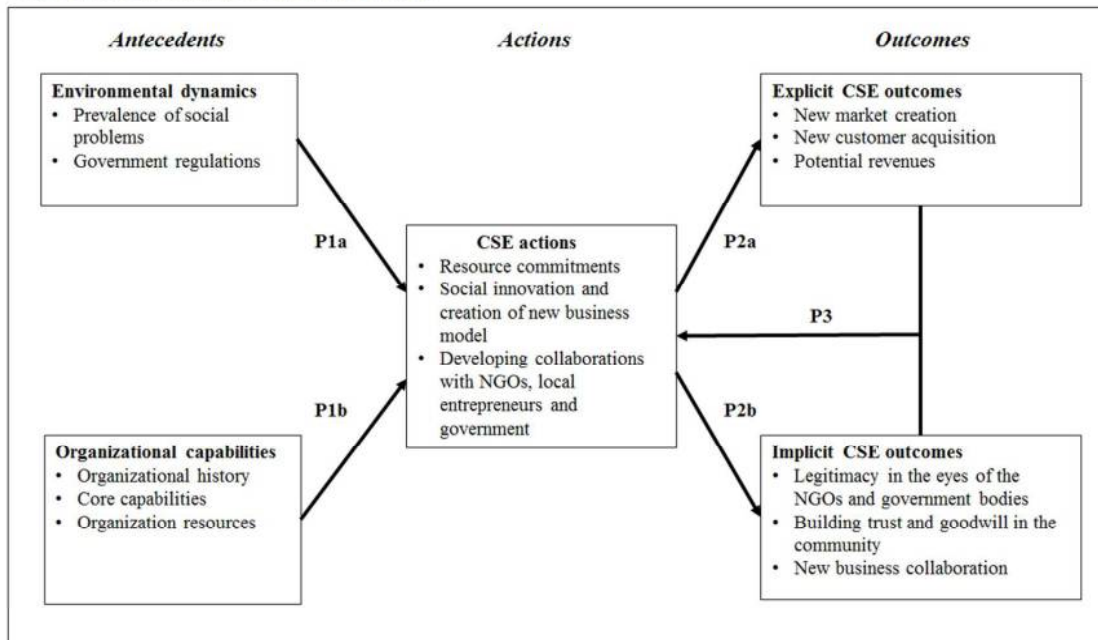 Antecedents
Actions
Outcomes
Environmental dynamics
• Prevalence of social
problems
• Government regulations
Explicit CSE outcomes
• New market creation
• New customer acquisition
• Potential revenues
P1a
P2a
CSE actions
• Resource commitments
• Social innovation and
creation of new business
model
• Developing collaborations
with NGOs, local
entrepreneurs and
government
P3
P1b
P2b
Organizational capabilities
• Organizational history
• Core capabilities
• Organization resources
Implicit CSE outcomes
• Legitimacy in the eyes of the
NGOs and government bodies
• Building trust and goodwill in the
community
• New business collaboration